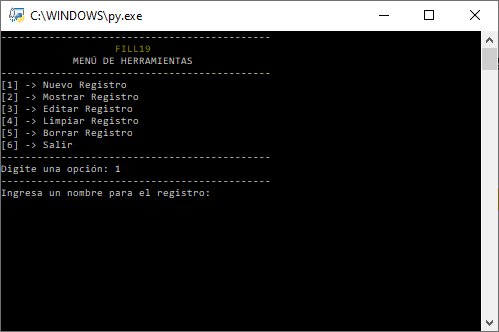 C:\WINDOWS\py.exe
---------------------------------------------
FILL19
MENÚ DE HERRAMIENTAS
---------------------------------------------
[1] -> Nuevo Registro
[2] -> Mostrar Registro
[3] -> Editar Registro
[4] -> Limpiar Registro
[5] -> Borrar Registro
[6] -> Salir
---------------------------------------------
Digite una opción: 1
---------------------------------------------
Ingresa un nombre para el registro: